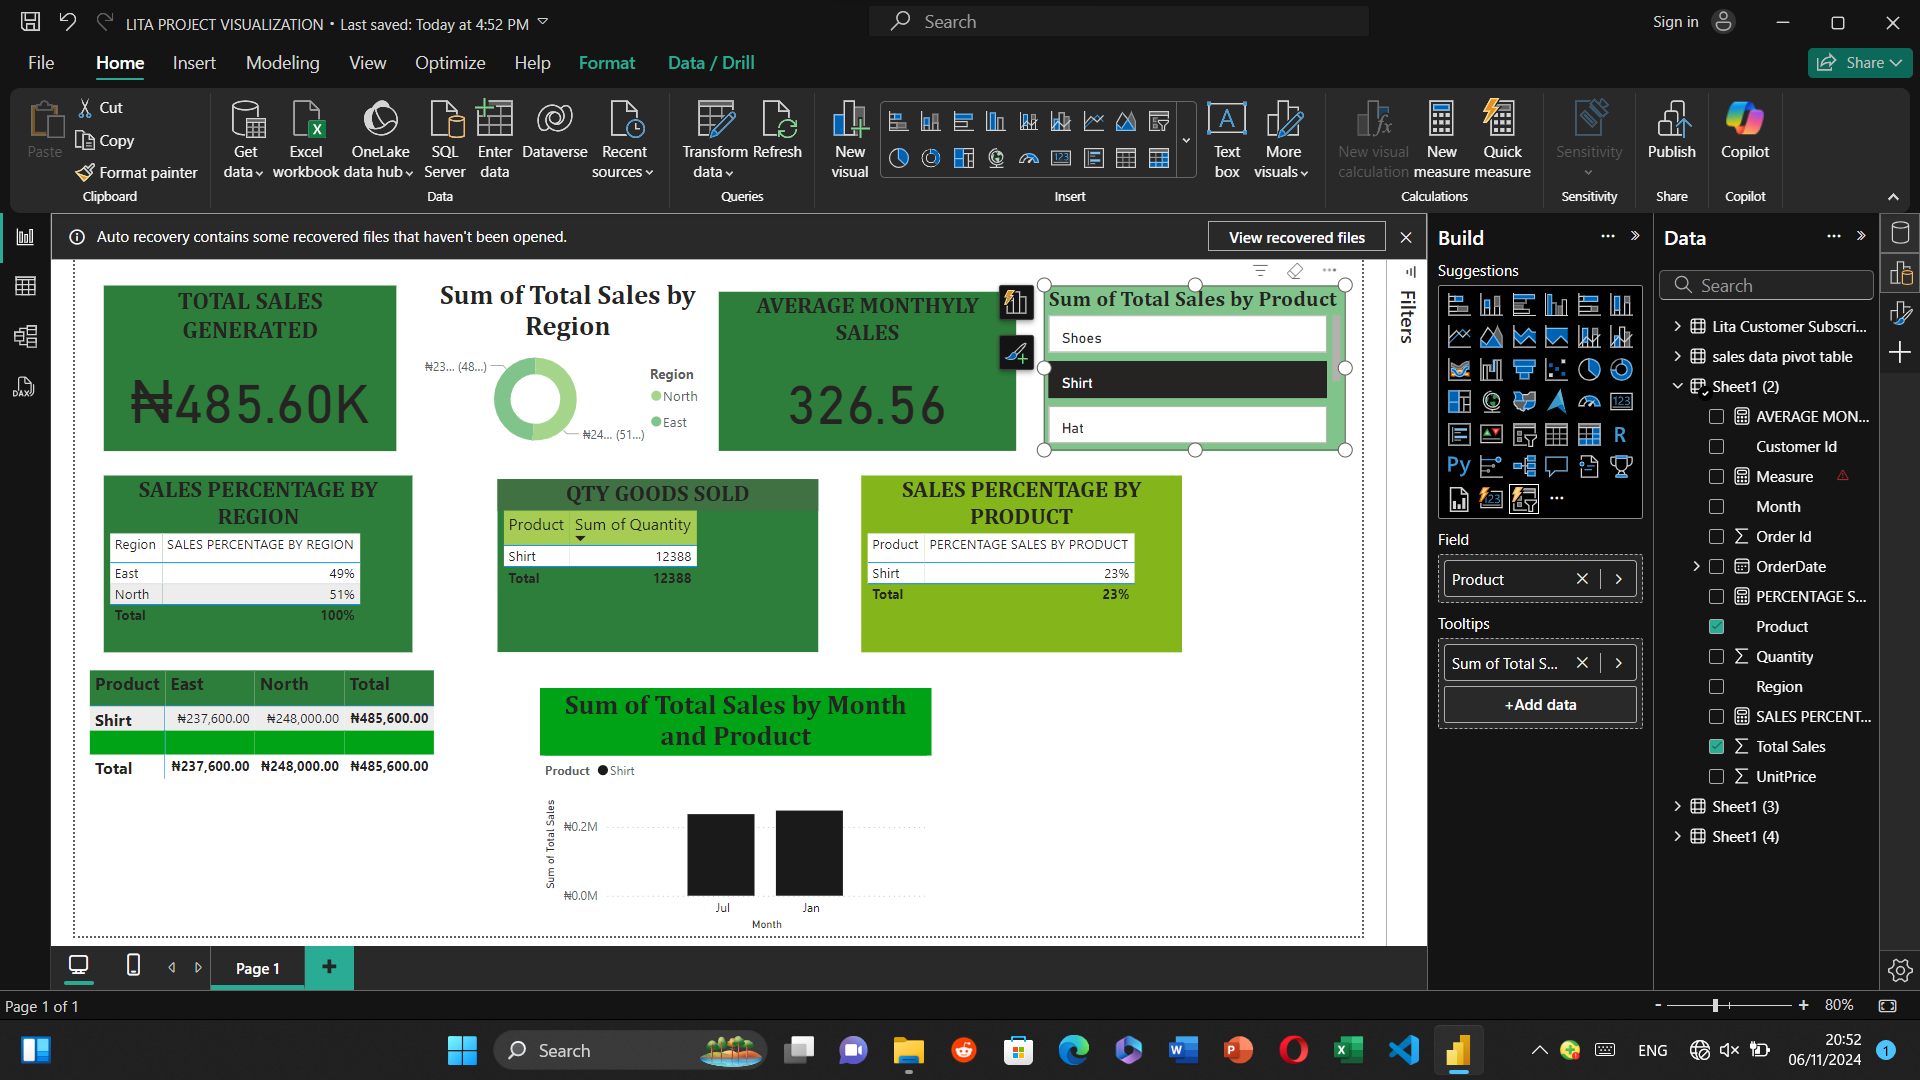 LITA PROJECT VISUALIZATION • Last saved: Today at 4:52 PM
Search
Sign in
File Home Insert Modeling View Optimize Help Format Data / Drill
Share
Paste
Cut
Copy
Format painter
Clipboard
Get data
Excel workbook
OneLake data hub
SQL Server
Enter data
Dataverse
Recent sources
Data
Transform data
Refresh
Queries
New visual
Text box
More visuals
Insert
New visual calculation
New measure
Quick measure
Calculations
Sensitivity
Sensitivity
Publish
Share
Copilot
Copilot
Auto recovery contains some recovered files that haven't been opened.
View recovered files
TOTAL SALES
GENERATED
₦485.60K
Sum of Total Sales by
Region
₦23... (48...)
₦24... (51...)
Region
North
East
AVERAGE MONTHYLY
SALES
326.56
Sum of Total Sales by Product
Shoes
Shirt
Hat
SALES PERCENTAGE BY
REGION
Region SALES PERCENTAGE BY REGION
East 49%
North 51%
Total 100%
QTY GOODS SOLD
Product Sum of Quantity
Shirt 12388
Total 12388
SALES PERCENTAGE BY
PRODUCT
Product PERCENTAGE SALES BY PRODUCT
Shirt 23%
Total 23%
Product East North Total
Shirt ₦237,600.00 ₦248,000.00 ₦485,600.00
Total ₦237,600.00 ₦248,000.00 ₦485,600.00
Sum of Total Sales by Month
and Product
Product Shirt
Sum of Total Sales
₦0.2M
₦0.0M
Jul Jan
Month
Filters
Build
Suggestions
R
Py
123
Field
Product
Tooltips
Sum of Total S...
+Add data
Data
Search
Lita Customer Subscri...
sales data pivot table
Sheet1 (2)
AVERAGE MON...
Customer Id
Measure
Month
Order Id
OrderDate
PERCENTAGE S...
Product
Quantity
Region
SALES PERCENT...
Total Sales
UnitPrice
Sheet1 (3)
Sheet1 (4)
DAX
Page 1
Page 1 of 1
- + 80%
Search
ENG
20:52
06/11/2024
1